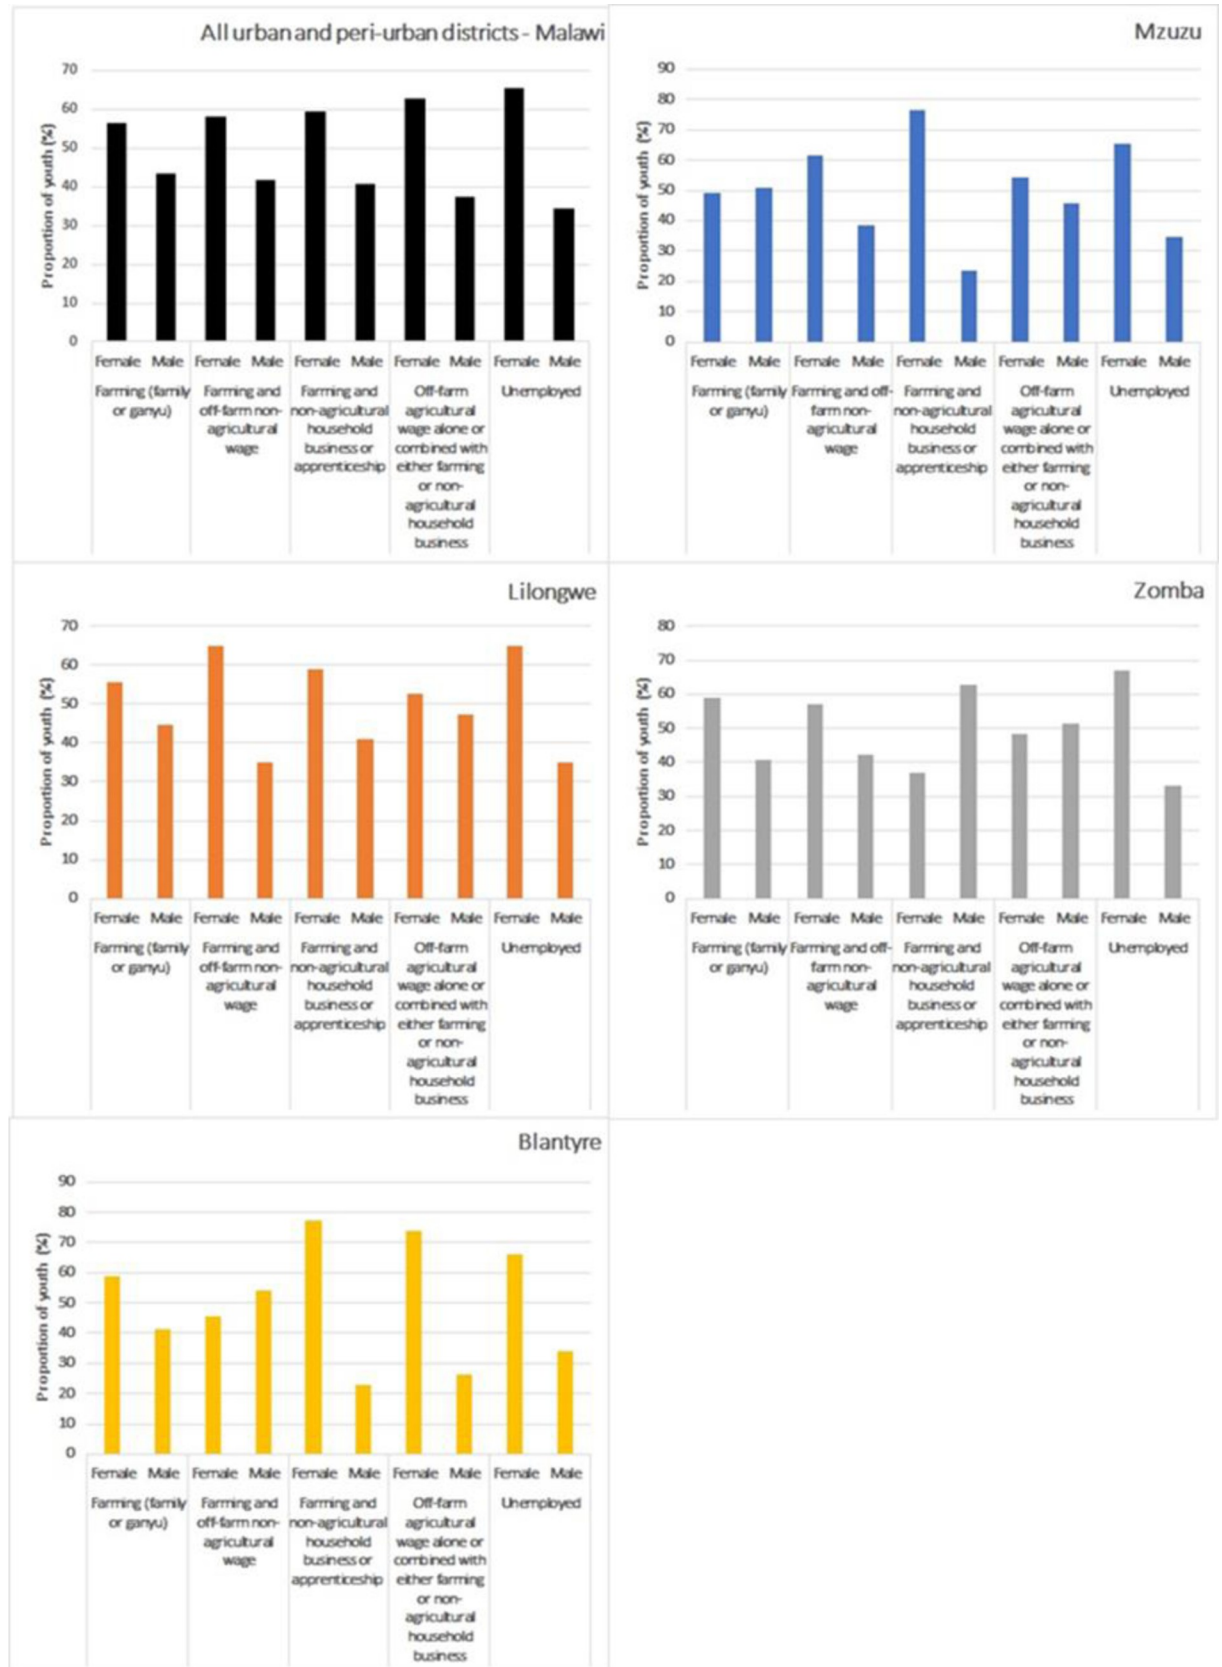 All urban and peri-urban districts - Malawi
Proportion of youth (%)
70
60
50
40
30
20
10
0
Female Male Female Male Female Male Female Male Female Male
Farming (family or ganyu)
Farming and off-farm non-agricultural wage
Farming and non-agricultural household business or apprenticeship
Off-farm agricultural wage alone or combined with either farming or non-agricultural household business
Unemployed
Mzuzu
Proportion of youth (%)
90
80
70
60
50
40
30
20
10
0
Female Male Female Male Female Male Female Male Female Male
Farming (family or ganyu)
Farming and off-farm non-agricultural wage
Farming and non-agricultural household business or apprenticeship
Off-farm agricultural wage alone or combined with either farming or non-agricultural household business
Unemployed
Lilongwe
Proportion of youth (%)
70
60
50
40
30
20
10
0
Female Male Female Male Female Male Female Male Female Male
Farming (family or ganyu)
Farming and off-farm non-agricultural wage
Farming and non-agricultural household business or apprenticeship
Off-farm agricultural wage alone or combined with either farming or non-agricultural household business
Unemployed
Zomba
Proportion of youth (%)
80
70
60
50
40
30
20
10
0
Female Male Female Male Female Male Female Male Female Male
Farming (family or ganyu)
Farming and off-farm non-agricultural wage
Farming and non-agricultural household business or apprenticeship
Off-farm agricultural wage alone or combined with either farming or non-agricultural household business
Unemployed
Blantyre
Proportion of youth (%)
90
80
70
60
50
40
30
20
10
0
Female Male Female Male Female Male Female Male Female Male
Farming (family or ganyu)
Farming and off-farm non-agricultural wage
Farming and non-agricultural household business or apprenticeship
Off-farm agricultural wage alone or combined with either farming or non-agricultural household business
Unemployed